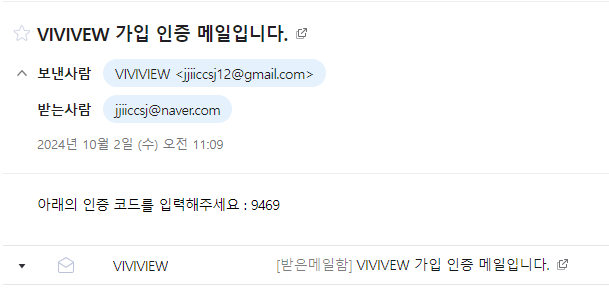 VIVIVEW 가입 인증 메일입니다.
보낸사람 VIVIVIEW <jjiiccsj12@gmail.com>
받는사람 jjiiccsj@naver.com
2024년 10월 2일 (수) 오전 11:09
아래의 인증 코드를 입력해주세요 : 9469
VIVIVIEW [받은메일함] VIVIVEW 가입 인증 메일입니다.